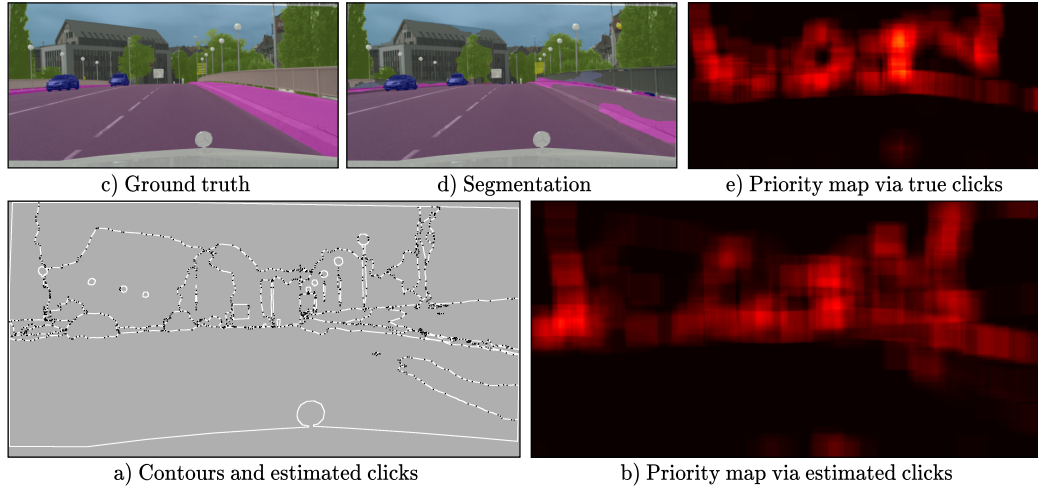 c) Ground truth
d) Segmentation
e) Priority map via true clicks
a) Contours and estimated clicks
b) Priority map via estimated clicks